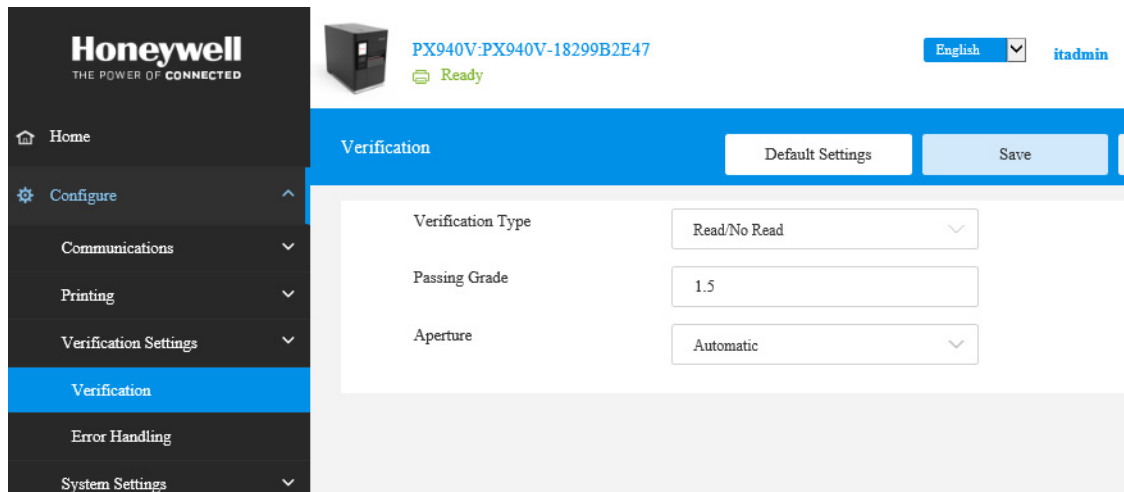 Honeywell
THE POWER OF CONNECTED
PX940V:PX940V-18299B2E47
Ready
English
itadmin
Home
Configure
Communications
Printing
Verification Settings
Verification
Error Handling
System Settings
Verification
Default Settings
Save
Verification Type
Read/No Read
Passing Grade
1.5
Aperture
Automatic